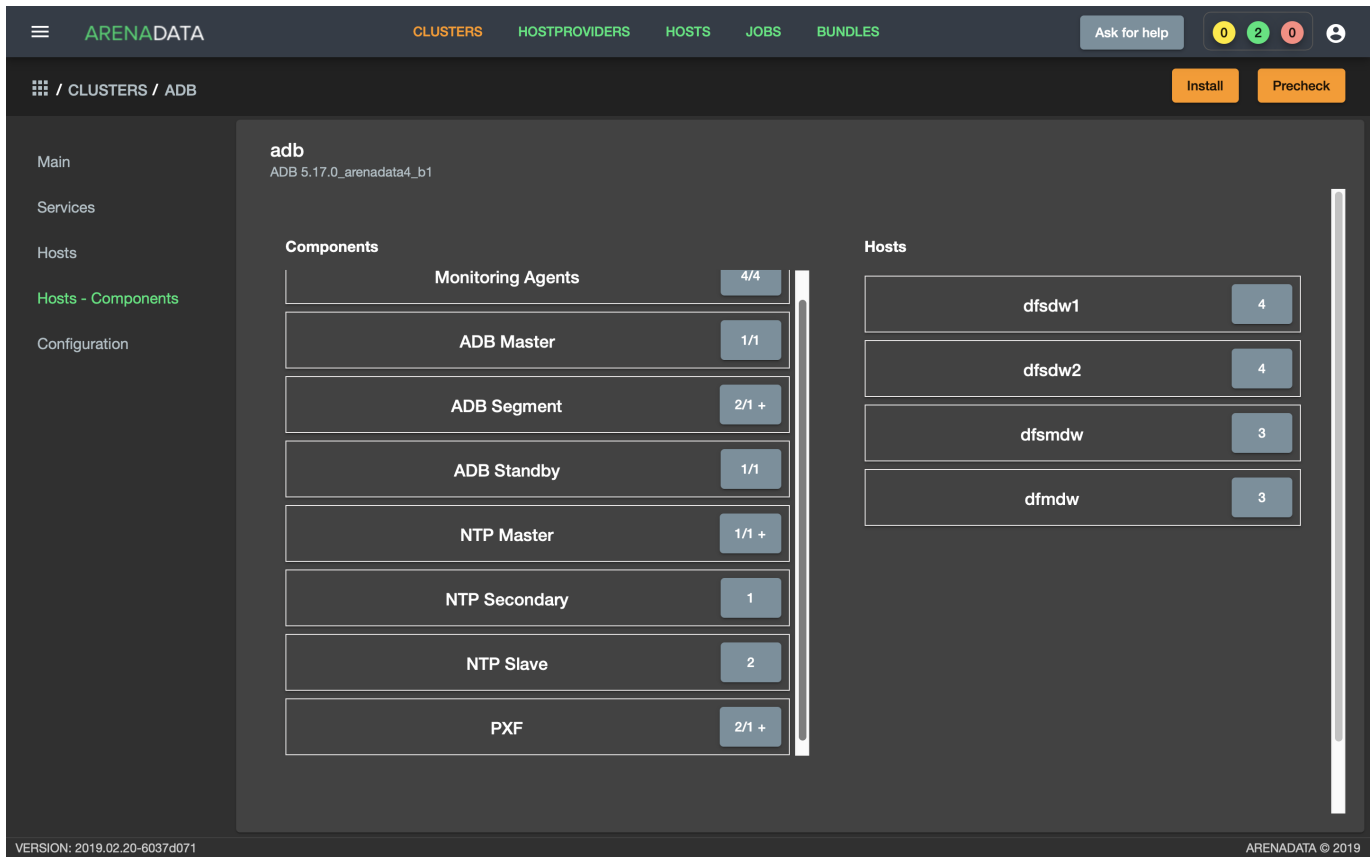 ARENADATA CLUSTERS HOSTPROVIDERS HOSTS JOBS BUNDLES Ask for help 0 2 0
/ CLUSTERS / ADB Install Precheck
Main
Services
Hosts
Hosts - Components
Configuration
adb
ADB 5.17.0_arenadata4_b1
Components
Monitoring Agents 4/4
ADB Master 1/1
ADB Segment 2/1 +
ADB Standby 1/1
NTP Master 1/1 +
NTP Secondary 1
NTP Slave 2
PXF 2/1 +
Hosts
dfsdw1 4
dfsdw2 4
dfsmdw 3
dfmdw 3
VERSION: 2019.02.20-6037d071 ARENADATA © 2019